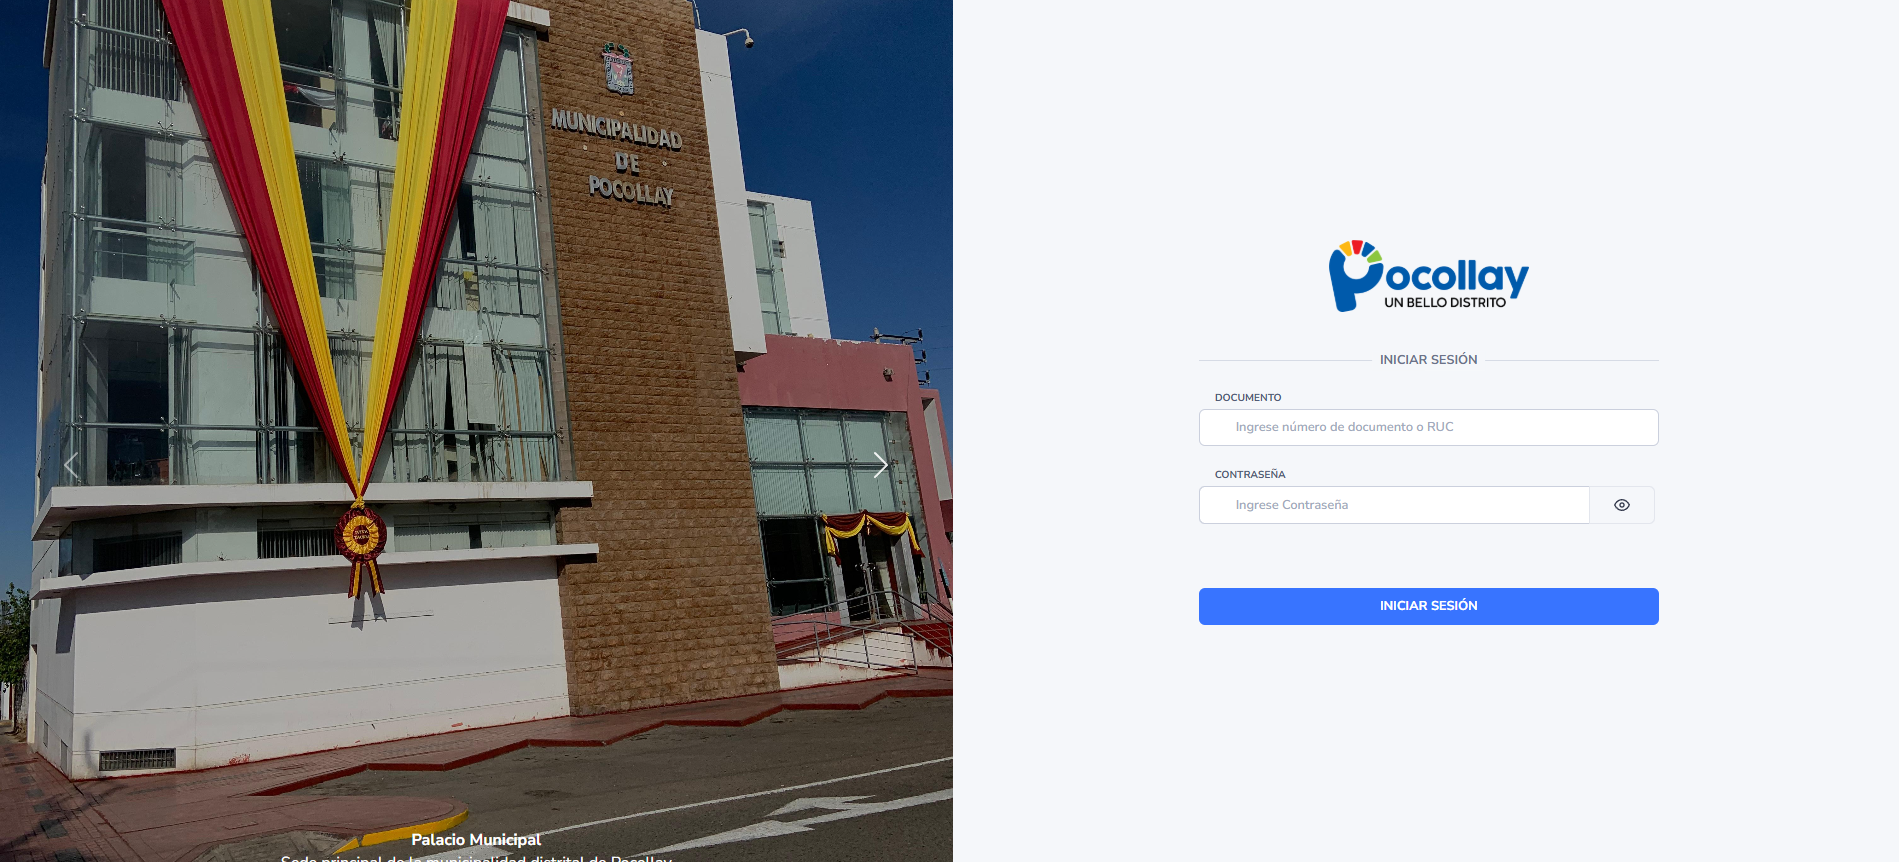 MUNICIPALIDAD
DE
POCOLLAY
Palacio Municipal
Sede principal de la municipalidad distrital de Pocollay
Pocollay
UN BELLO DISTRITO
INICIAR SESIÓN
DOCUMENTO
Ingrese número de documento o RUC
CONTRASEÑA
Ingrese Contraseña
INICIAR SESIÓN